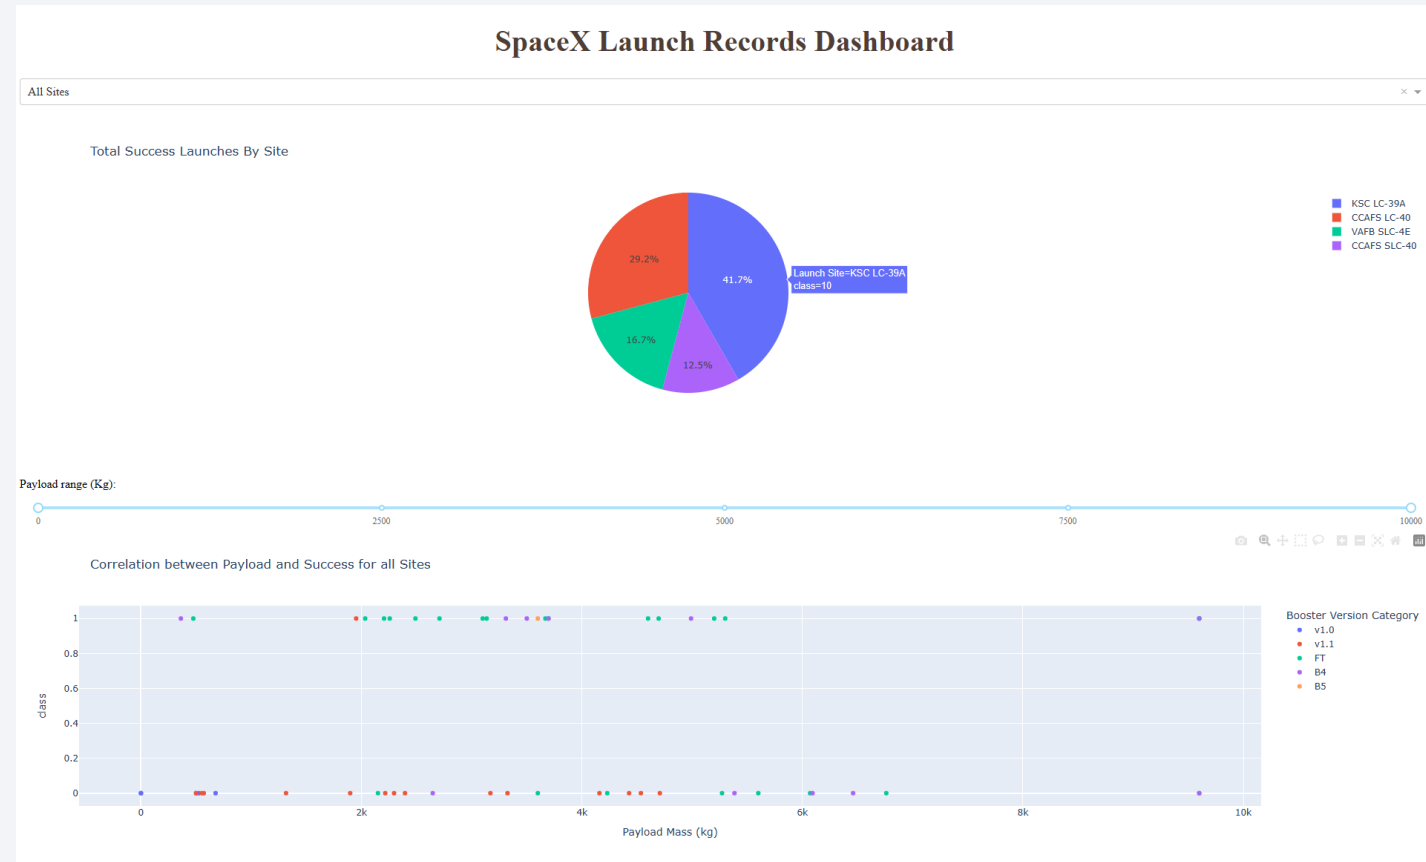 SpaceX Launch Records Dashboard
All Sites
Total Success Launches By Site
KSC LC-39A
CCAFS LC-40
VAFB SLC-4E
CCAFS SLC-40
29.2%
41.7%
Launch Site=KSC LC-39A
class=10
16.7%
12.5%
Payload range (Kg):
0 2500 5000 7500 10000
Correlation between Payload and Success for all Sites
Booster Version Category
v1.0
v1.1
FT
B4
B5
class
1
0.8
0.6
0.4
0.2
0
0 2k 4k 6k 8k 10k
Payload Mass (kg)